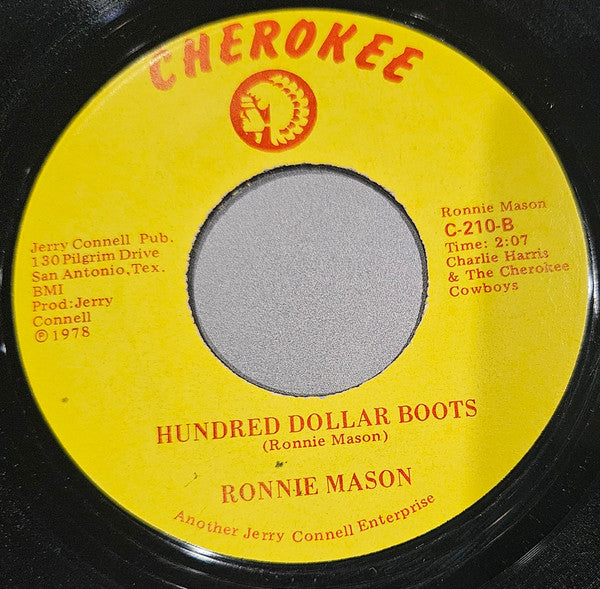 CHEROKEE
Jerry Connell Pub.
130 Pilgrim Drive
San Antonio, Tex.
BMI
Prod: Jerry
Connell
℗ 1978
Ronnie Mason
C-210-B
Time: 2:07
Charlie Harris
& The Cherokee
Cowboys
HUNDRED DOLLAR BOOTS
(Ronnie Mason)
RONNIE MASON
Another Jerry Connell Enterprise